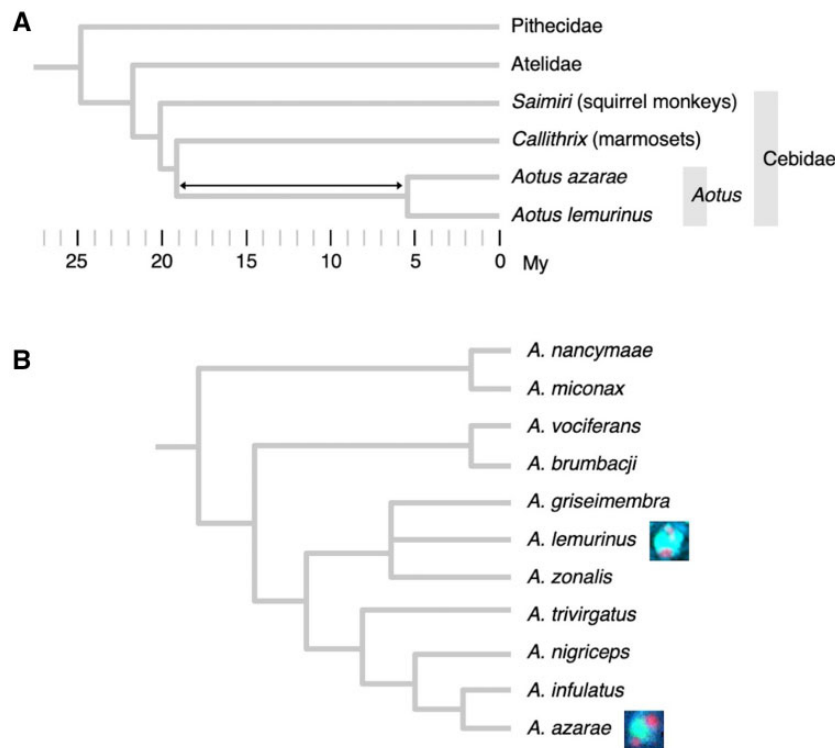 A
Pithecidae
Atelidae
Saimiri (squirrel monkeys)
Callithrix (marmosets)
Cebidae
Aotus azarae
Aotus
Aotus lemurinus
25 20 15 10 5 0 My
B
A. nancymaae
A. miconax
A. vociferans
A. brumbacji
A. griseimembra
A. lemurinus
A. zonalis
A. trivirgatus
A. nigriceps
A. infulatus
A. azarae